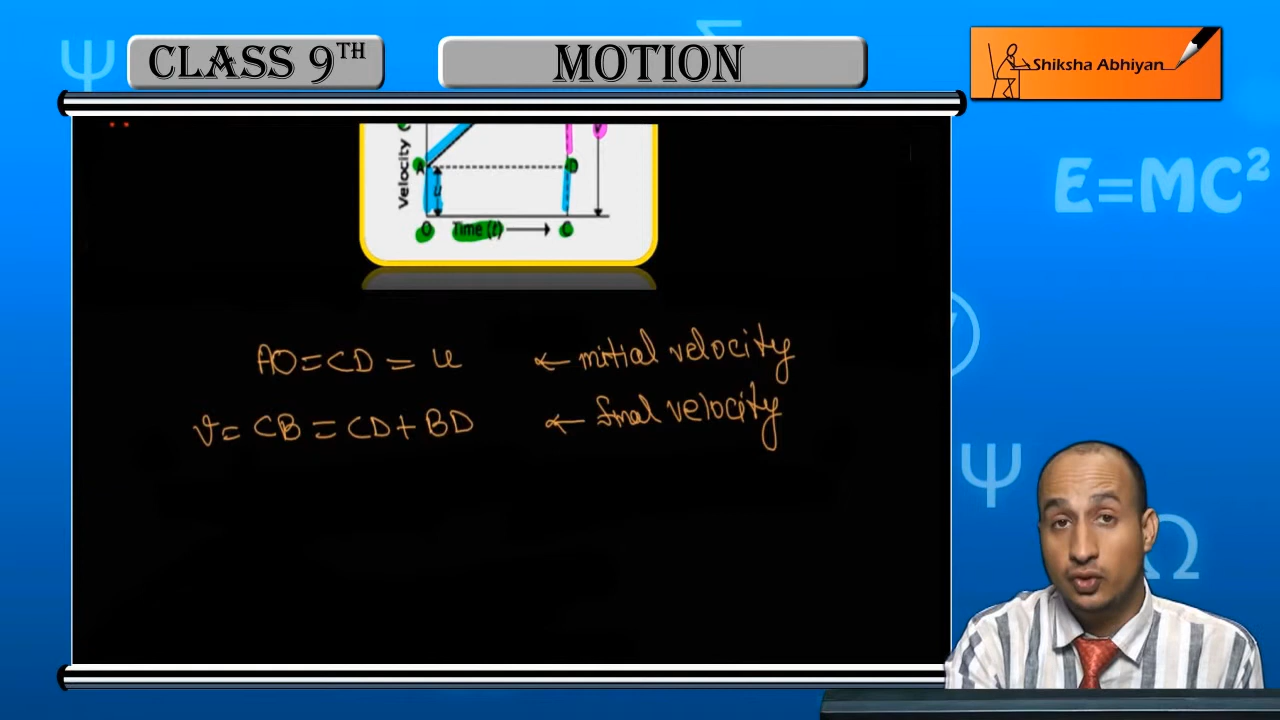 CLASS 9TH
MOTION
Shiksha Abhiyan
E=MC2
Velocity
A
D
O
Time (t)
C
AO = CD = u ← initial velocity
v = CB = CD + BD ← final velocity
Ψ
Ψ
Ω